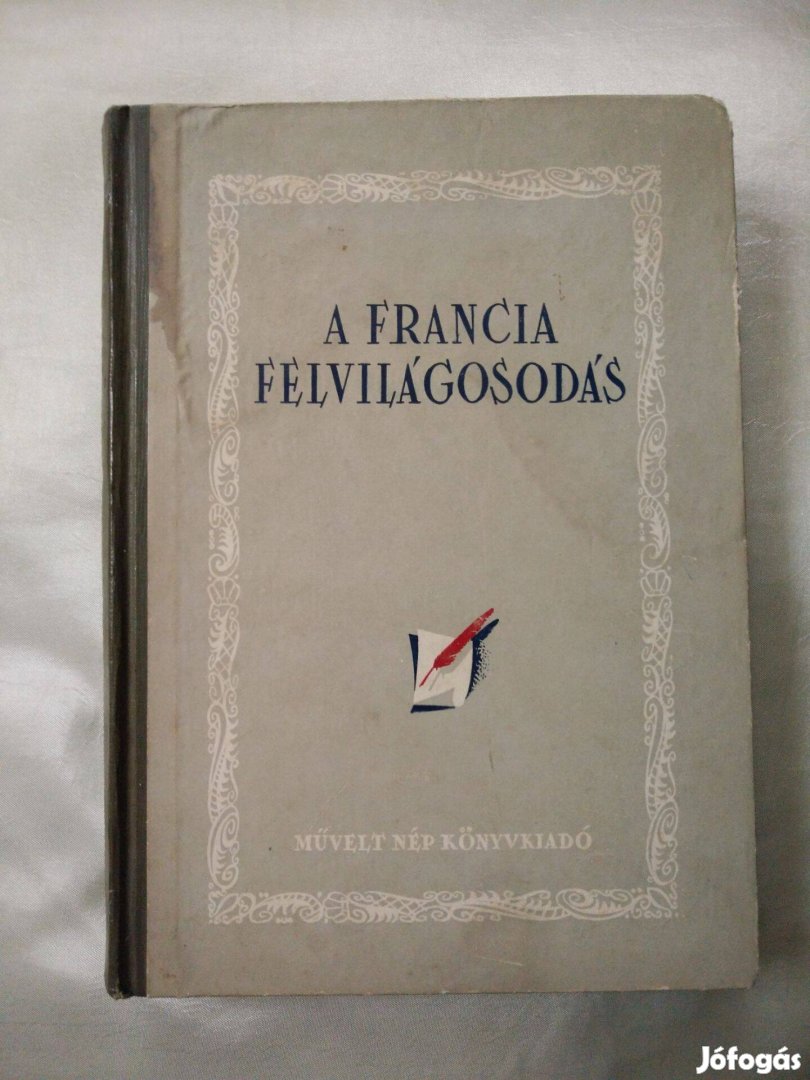 A FRANCIA
FELVILÁGOSODÁS
MŰVELT NÉP KÖNYVKIADÓ
Jófogás